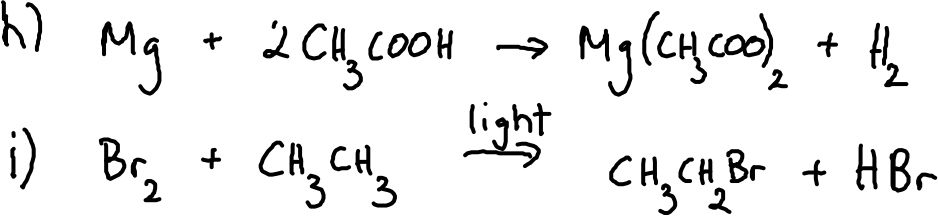 h) Mg + 2CH₃COOH → Mg(CH₃COO)₂ + H₂
i) Br₂ + CH₃CH₃ light→ CH₃CH₂Br + HBr